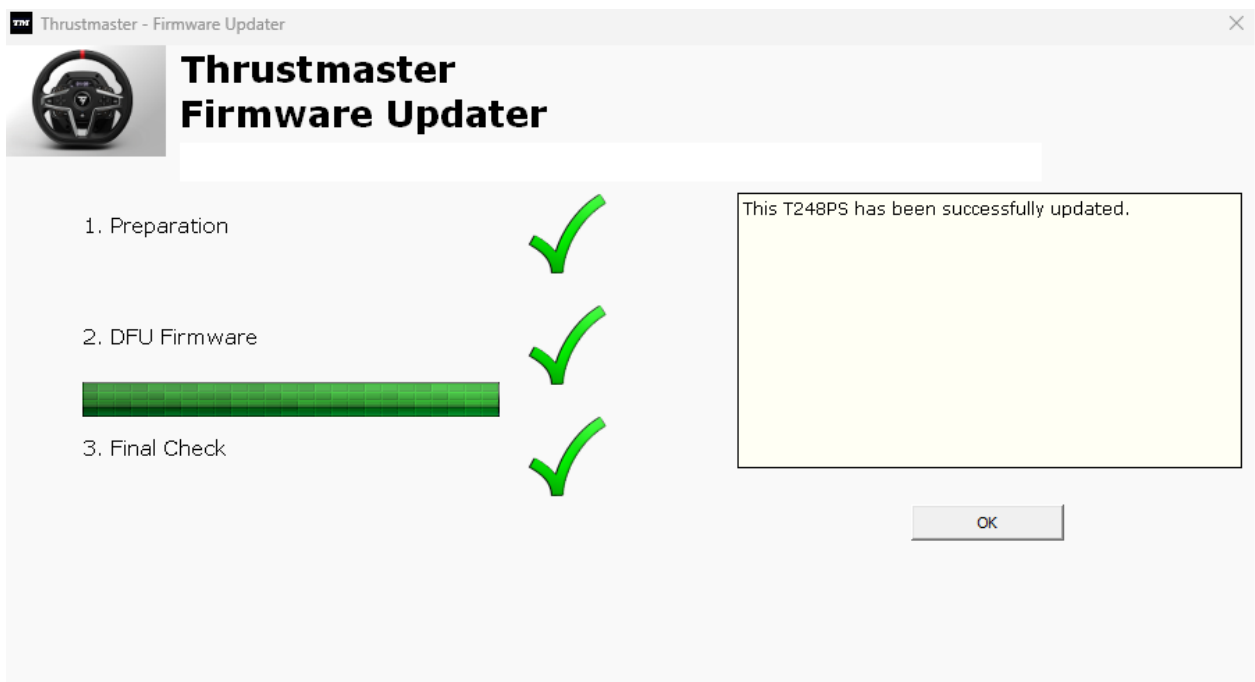 TM Thrustmaster - Firmware Updater
Thrustmaster
Firmware Updater
1. Preparation
This T248PS has been successfully updated.
2. DFU Firmware
3. Final Check
OK